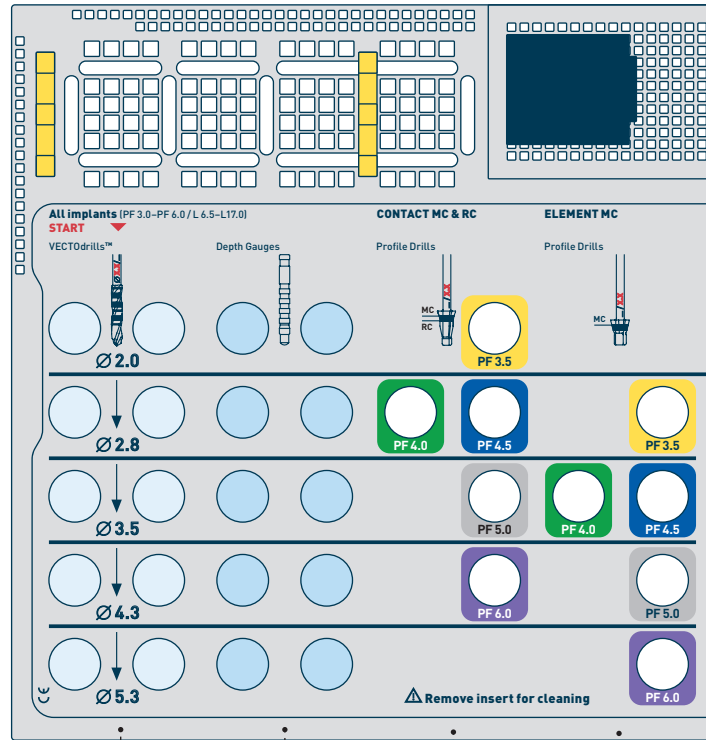 All implants (PF 3.0–PF 6.0 / L 6.5–L17.0)
CONTACT MC & RC
ELEMENT MC
START
VECTOdrills™
Depth Gauges
Profile Drills
Profile Drills
X.X
X.X
X.X
MC
RC
MC
Ø 2.0
PF 3.5
Ø 2.8
PF 4.0
PF 4.5
PF 3.5
Ø 3.5
PF 5.0
PF 4.0
PF 4.5
Ø 4.3
PF 6.0
PF 5.0
CE
Ø 5.3
⚠ Remove insert for cleaning
PF 6.0